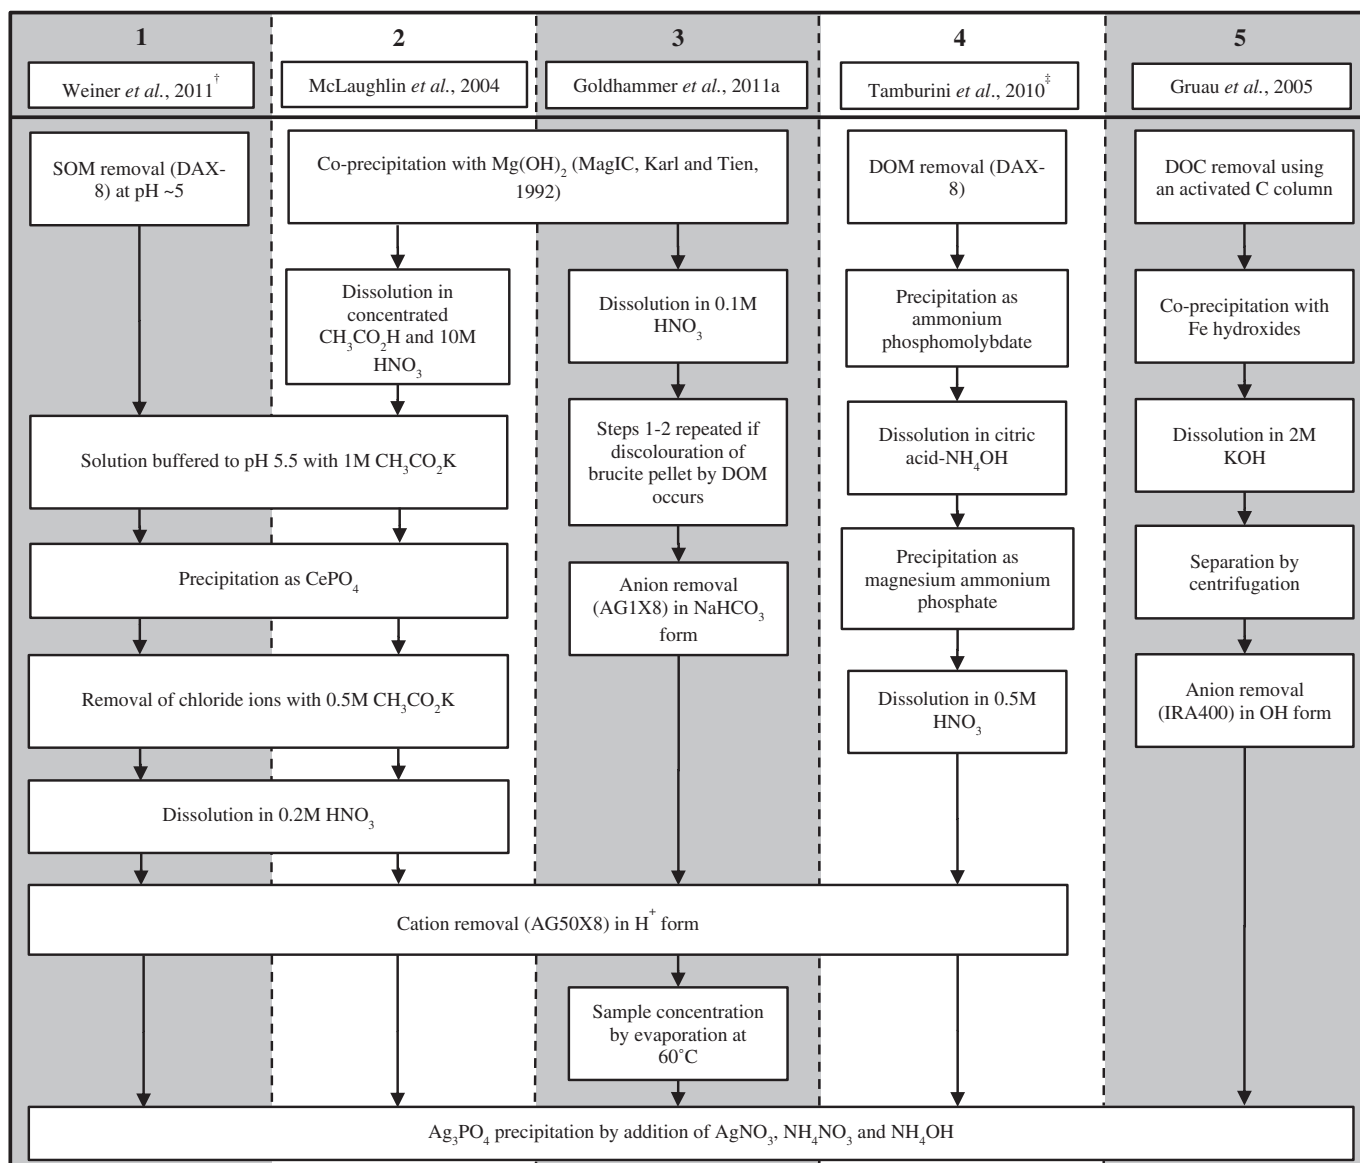 1
2
3
4
5
Weiner et al., 2011†
McLaughlin et al., 2004
Goldhammer et al., 2011a
Tamburini et al., 2010‡
Gruau et al., 2005
SOM removal (DAX-
8) at pH ~5
Co-precipitation with Mg(OH)₂ (MagIC, Karl and Tien,
1992)
DOM removal (DAX-
8)
DOC removal using
an activated C column
Dissolution in
concentrated
CH₃CO₂H and 10M
HNO₃
Dissolution in 0.1M
HNO₃
Precipitation as
ammonium
phosphomolybdate
Co-precipitation with
Fe hydroxides
Solution buffered to pH 5.5 with 1M CH₃CO₂K
Steps 1-2 repeated if
discolouration of
brucite pellet by DOM
occurs
Dissolution in citric
acid-NH₄OH
Dissolution in 2M
KOH
Precipitation as CePO₄
Anion removal
(AG1X8) in NaHCO₃
form
Precipitation as
magnesium ammonium
phosphate
Separation by
centrifugation
Removal of chloride ions with 0.5M CH₃CO₂K
Dissolution in 0.5M
HNO₃
Anion removal
(IRA400) in OH form
Dissolution in 0.2M HNO₃
Cation removal (AG50X8) in H⁺ form
Sample concentration
by evaporation at
60˚C
Ag₃PO₄ precipitation by addition of AgNO₃, NH₄NO₃ and NH₄OH